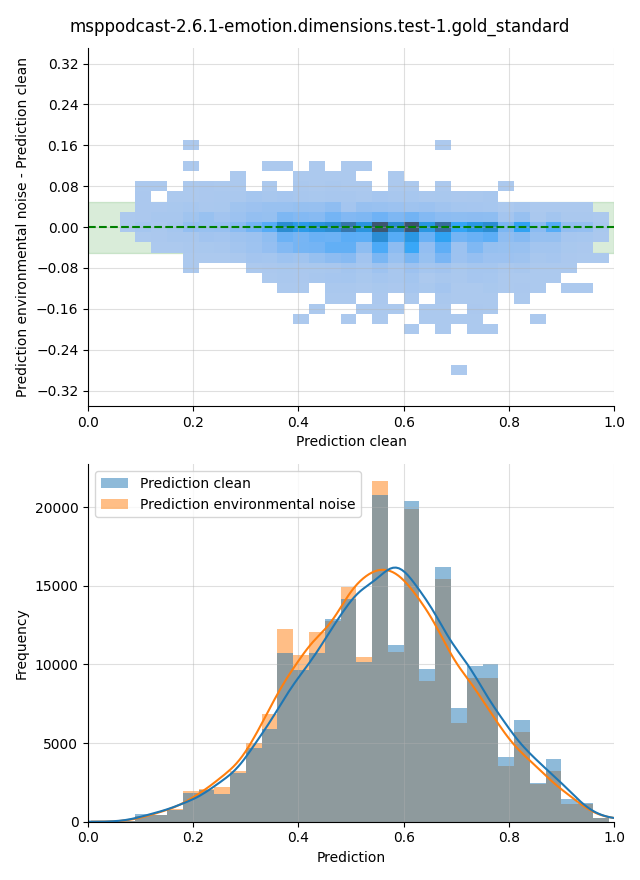 msppodcast-2.6.1-emotion.dimensions.test-1.gold_standard
Prediction environmental noise - Prediction clean
0.32
0.24
0.16
0.08
0.00
−0.08
−0.16
−0.24
−0.32
0.0 0.2 0.4 0.6 0.8 1.0
Prediction clean
Prediction clean
Prediction environmental noise
Frequency
20000
15000
10000
5000
0
0.0 0.2 0.4 0.6 0.8 1.0
Prediction